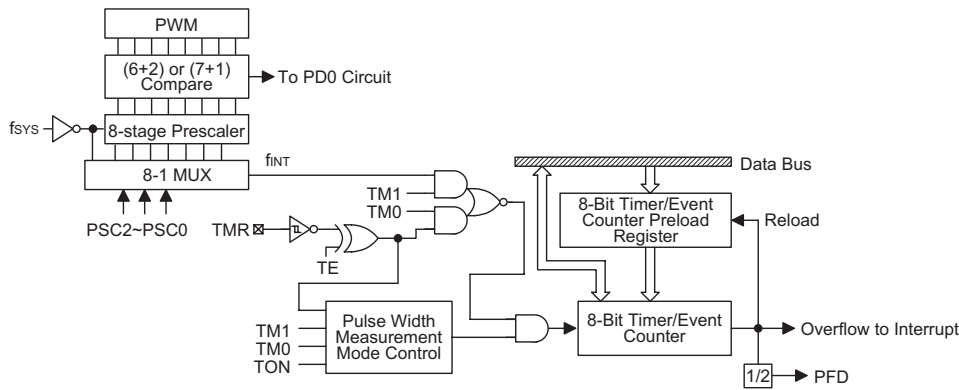 PWM
(6+2) or (7+1)
Compare
To PD0 Circuit
fSYS
8-stage Prescaler
8-1 MUX
fINT
PSC2~PSC0
TM1
TM0
TMR
TE
Data Bus
8-Bit Timer/Event
Counter Preload
Register
Reload
TM1
TM0
TON
Pulse Width
Measurement
Mode Control
8-Bit Timer/Event
Counter
Overflow to Interrupt
1/2
PFD